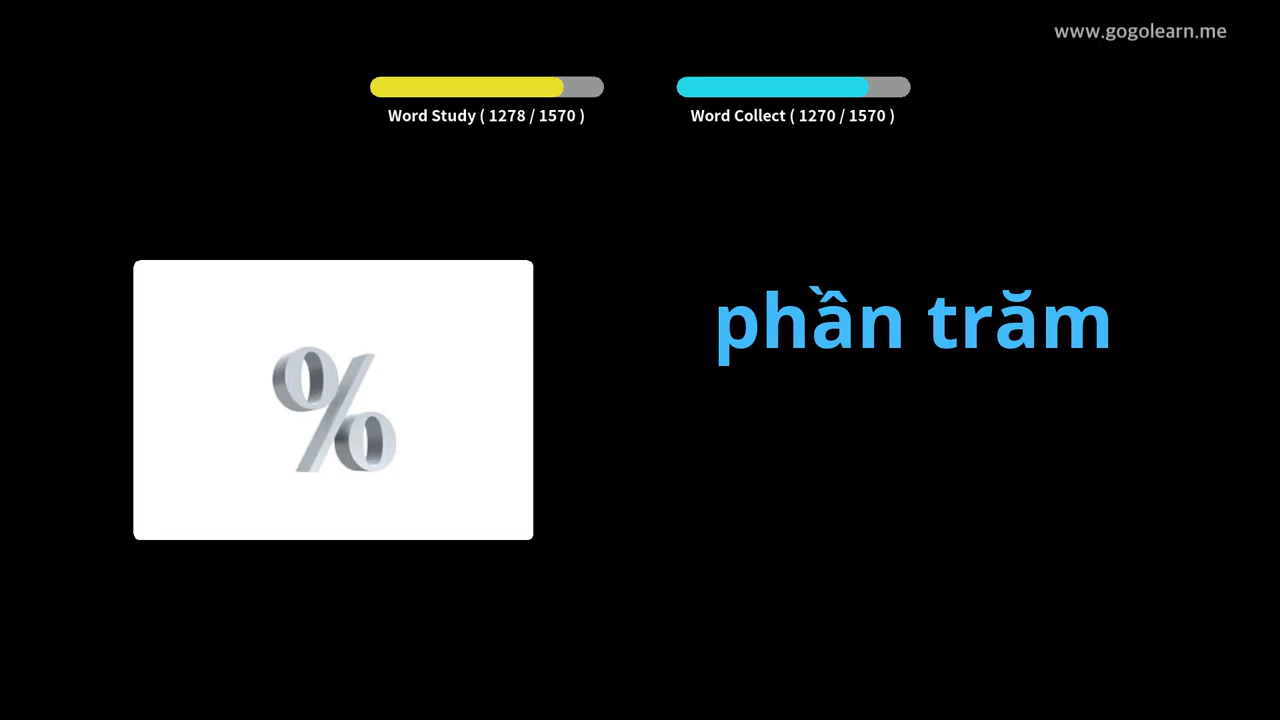 www.gogolearn.me
Word Study ( 1278 / 1570 )
Word Collect ( 1270 / 1570 )
%
phần trăm